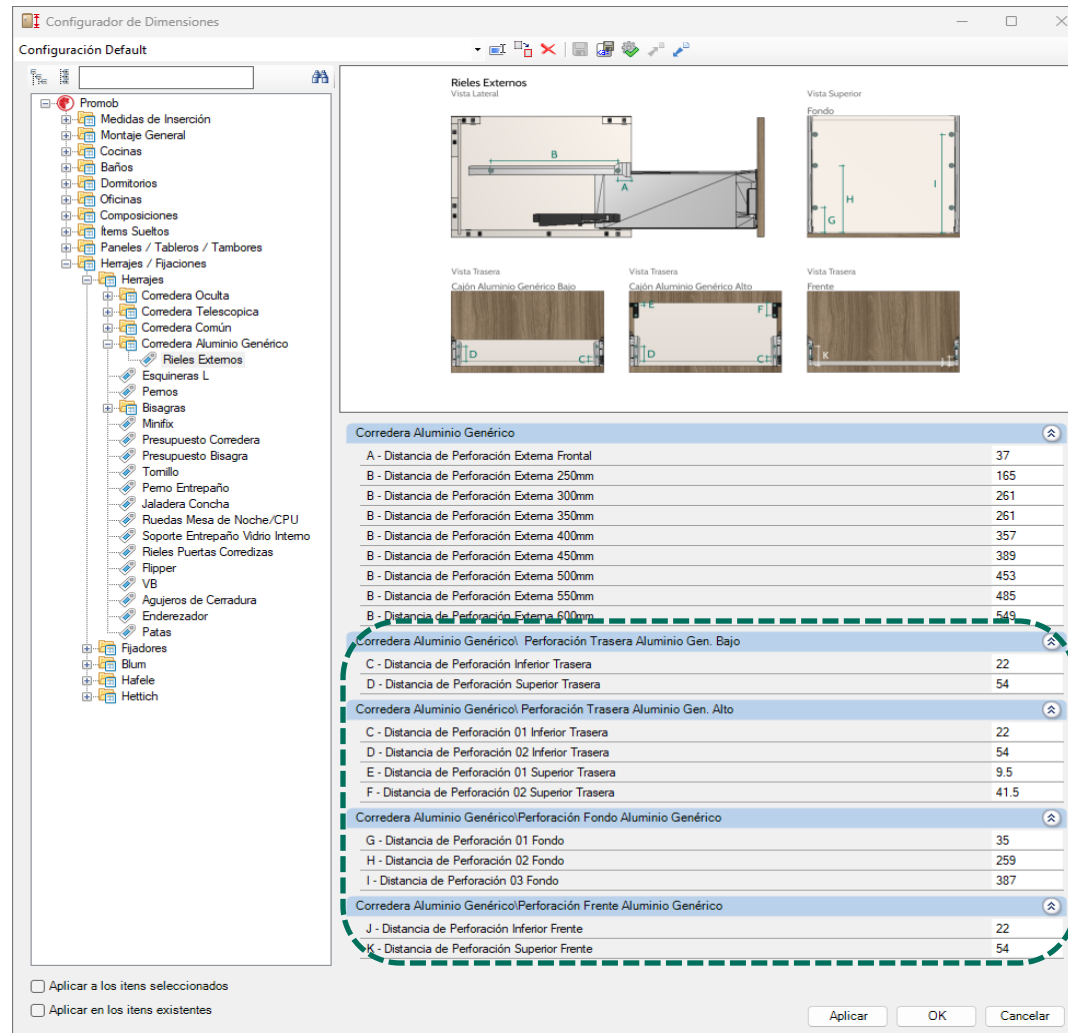 Configurador de Dimensiones
Configuración Default
Promob
Medidas de Inserción
Montaje General
Cocinas
Baños
Dormitorios
Oficinas
Composiciones
Ítems Sueltos
Paneles / Tableros / Tambores
Herrajes / Fijaciones
Herrajes
Corredera Oculta
Corredera Telescopica
Corredera Común
Corredera Aluminio Genérico
Rieles Externos
Esquineras L
Pernos
Bisagras
Minifix
Presupuesto Corredera
Presupuesto Bisagra
Tornillo
Perno Entrepaño
Jaladera Concha
Ruedas Mesa de Noche/CPU
Soporte Entrepaño Vidrio Interno
Rieles Puertas Corredizas
Flipper
VB
Agujeros de Cerradura
Enderezador
Patas
Fijadores
Blum
Hafele
Hettich
Rieles Externos
Vista Lateral
B
A
Vista Superior
Fondo
I
H
G
Vista Trasera
Cajón Aluminio Genérico Bajo
D
C
Vista Trasera
Cajón Aluminio Genérico Alto
E
F
D
C
Vista Trasera
Frente
K
J
Corredera Aluminio Genérico
A - Distancia de Perforación Externa Frontal 37
B - Distancia de Perforación Externa 250mm 165
B - Distancia de Perforación Externa 300mm 261
B - Distancia de Perforación Externa 350mm 261
B - Distancia de Perforación Externa 400mm 357
B - Distancia de Perforación Externa 450mm 389
B - Distancia de Perforación Externa 500mm 453
B - Distancia de Perforación Externa 550mm 485
B - Distancia de Perforación Externa 600mm 549
Corredera Aluminio Genérico\ Perforación Trasera Aluminio Gen. Bajo
C - Distancia de Perforación Inferior Trasera 22
D - Distancia de Perforación Superior Trasera 54
Corredera Aluminio Genérico\ Perforación Trasera Aluminio Gen. Alto
C - Distancia de Perforación 01 Inferior Trasera 22
D - Distancia de Perforación 02 Inferior Trasera 54
E - Distancia de Perforación 01 Superior Trasera 9.5
F - Distancia de Perforación 02 Superior Trasera 41.5
Corredera Aluminio Genérico\Perforación Fondo Aluminio Genérico
G - Distancia de Perforación 01 Fondo 35
H - Distancia de Perforación 02 Fondo 259
I - Distancia de Perforación 03 Fondo 387
Corredera Aluminio Genérico\Perforación Frente Aluminio Genérico
J - Distancia de Perforación Inferior Frente 22
K - Distancia de Perforación Superior Frente 54
Aplicar a los itens seleccionados
Aplicar en los itens existentes
Aplicar
OK
Cancelar